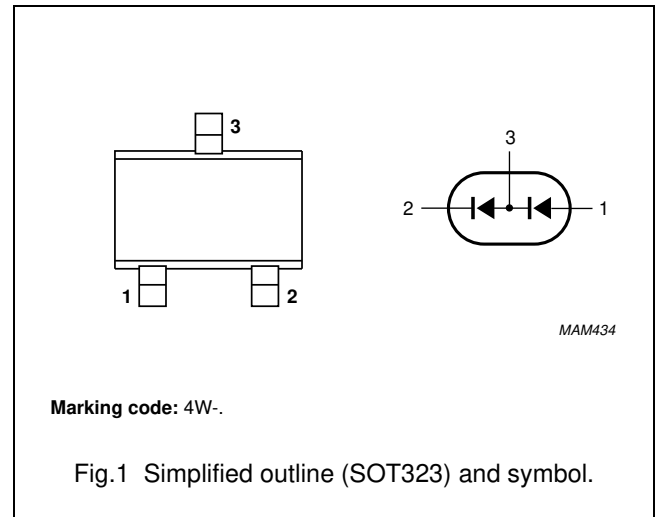 3
1
2
3
2
1
MAM434
Marking code: 4W-.
Fig.1 Simplified outline (SOT323) and symbol.